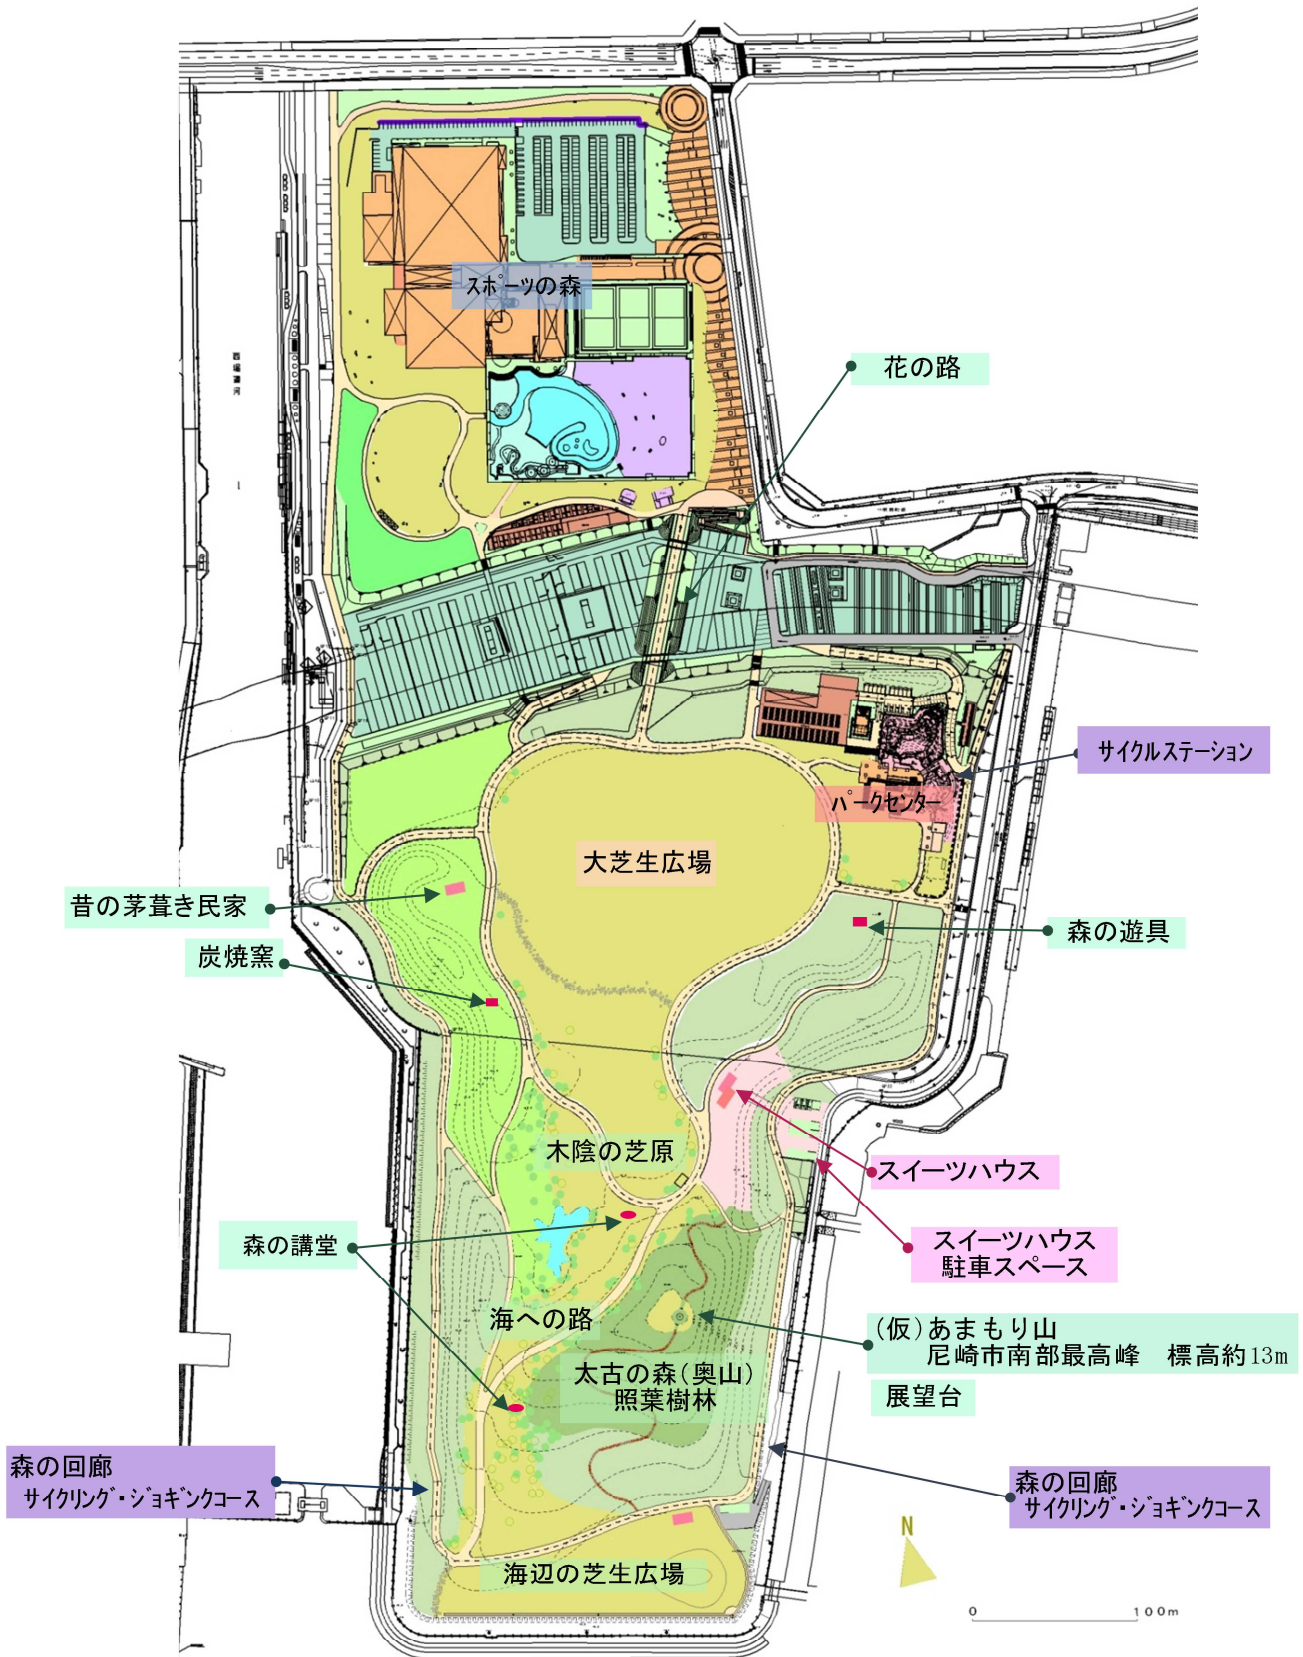 スポーツの森
花の路
サイクルステーション
パークセンター
大芝生広場
昔の茅葺き民家
森の遊具
炭焼窯
木陰の芝原
スイーツハウス
スイーツハウス
駐車スペース
森の講堂
海への路
(仮)あまもり山
尼崎市南部最高峰 標高約13m
太古の森(奥山)
照葉樹林
展望台
森の回廊
サイクリング・ジョギンクコース
森の回廊
サイクリング・ジョギンクコース
海辺の芝生広場
N
0 100m